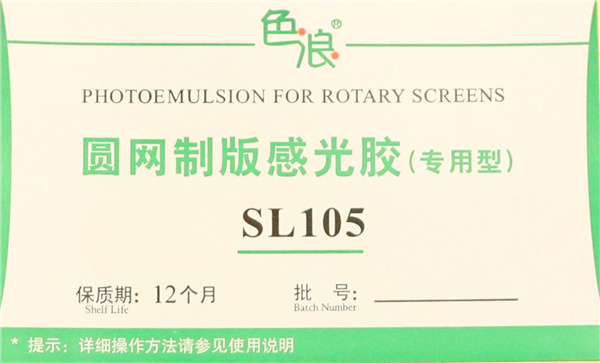 色浪®
PHOTOEMULSION FOR ROTARY SCREENS
圆网制版感光胶(专用型)
SL105
保质期: 12个月 批 号:
Shelf Life Batch Number
* 提示: 详细操作方法请参见使用说明